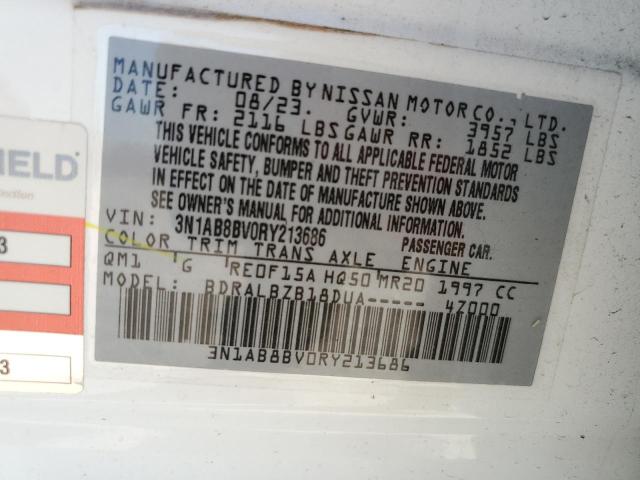 MANUFACTURED BY NISSAN MOTOR CO., LTD.
DATE: 08/23. GVWR: 3957 LBS
GAWR FR: 2116 LBS GAWR RR: 1852 LBS
THIS VEHICLE CONFORMS TO ALL APPLICABLE FEDERAL MOTOR
VEHICLE SAFETY, BUMPER AND THEFT PREVENTION STANDARDS
IN EFFECT ON THE DATE OF MANUFACTURE SHOWN ABOVE.
SEE OWNER'S MANUAL FOR ADDITIONAL INFORMATION.
VIN: 3N1AB8BV0RY213686 PASSENGER CAR.
COLOR TRIM TRANS AXLE ENGINE
QM1 G RE0F15A HQ50 MR20 1997 CC
MODEL: BDRALBZB18DUA----- 4Z000
3N1AB8BV0RY213686
IELD
3
3